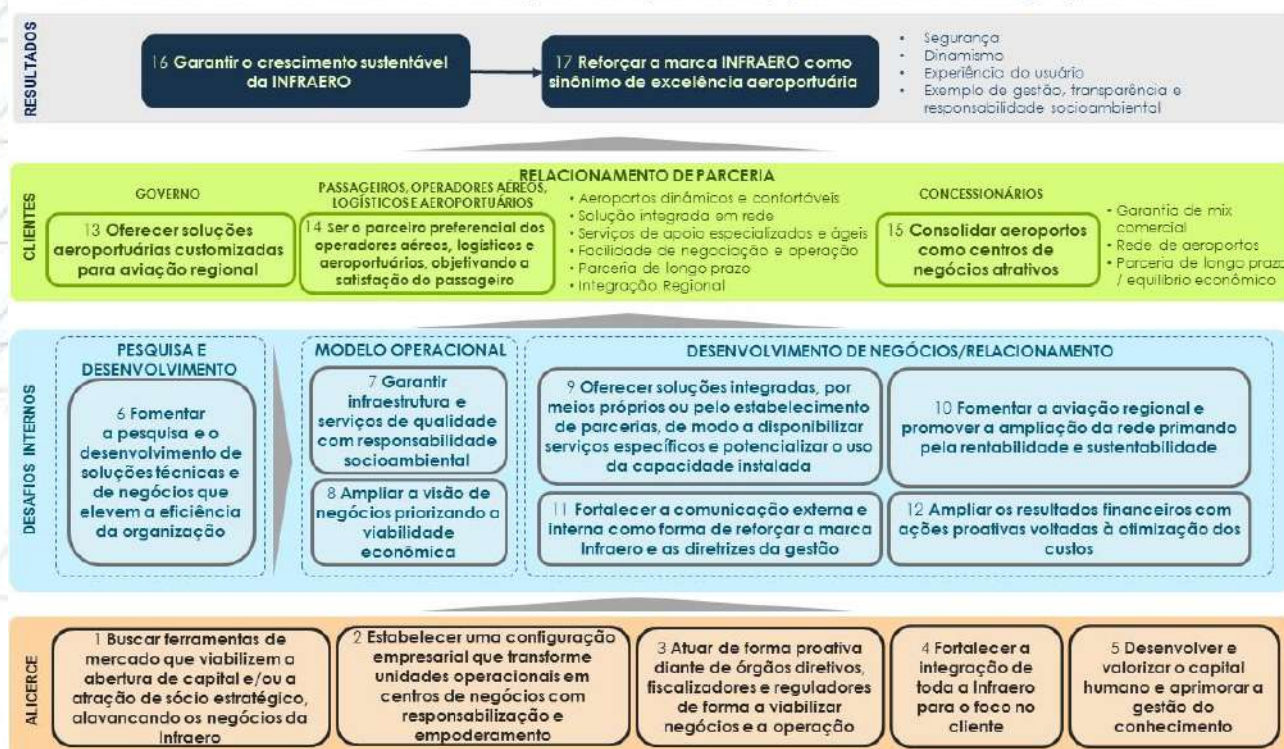 RESULTADOS
16 Garantir o crescimento sustentável
da INFRAERO
17 Reforçar a marca INFRAERO como
sinônimo de excelência aeroportuária
• Segurança
• Dinamismo
• Experiência do usuário
• Exemplo de gestão, transparência e
responsabilidade socioambiental
CLIENTES
RELACIONAMENTO DE PARCERIA
GOVERNO
13 Oferecer soluções
aeroportuárias customizadas
para aviação regional
PASSAGEIROS, OPERADORES AÉREOS,
LOGÍSTICOS E AEROPORTUÁRIOS
14 Ser o parceiro preferencial dos
operadores aéreos, logísticos e
aeroportuários, objetivando a
satisfação do passageiro
• Aeroportos dinâmicos e confortáveis
• Solução integrada em rede
• Serviços de apoio especializados e ágeis
• Facilidade de negociação e operação
• Parceria de longo prazo
• Integração Regional
CONCESSIONÁRIOS
15 Consolidar aeroportos
como centros de
negócios atrativos
• Garantia de mix
comercial
• Rede de aeroportos
• Parceria de longo prazo
/ equilíbrio econômico
DESAFIOS INTERNOS
PESQUISA E
DESENVOLVIMENTO
6 Fomentar
a pesquisa e o
desenvolvimento de
soluções técnicas e
de negócios que
elevem a eficiência
da organização
MODELO OPERACIONAL
7 Garantir
infraestrutura e
serviços de qualidade
com responsabilidade
socioambiental
8 Ampliar a visão de
negócios priorizando a
viabilidade
econômica
DESENVOLVIMENTO DE NEGÓCIOS/RELACIONAMENTO
9 Oferecer soluções integradas, por
meios próprios ou pelo estabelecimento
de parcerias, de modo a disponibilizar
serviços específicos e potencializar o uso
da capacidade instalada
10 Fomentar a aviação regional e
promover a ampliação da rede primando
pela rentabilidade e sustentabilidade
11 Fortalecer a comunicação externa e
interna como forma de reforçar a marca
Infraero e as diretrizes da gestão
12 Ampliar os resultados financeiros com
ações proativas voltadas à otimização dos
custos
ALICERCE
1 Buscar ferramentas de
mercado que viabilizem a
abertura de capital e/ou a
atração de sócio estratégico,
alavancando os negócios da
Infraero
2 Estabelecer uma configuração
empresarial que transforme
unidades operacionais em
centros de negócios com
responsabilização e
empoderamento
3 Atuar de forma proativa
diante de órgãos diretivos,
fiscalizadores e reguladores
de forma a viabilizar
negócios e a operação
4 Fortalecer a
integração de
toda a Infraero
para o foco no
cliente
5 Desenvolver e
valorizar o capital
humano e aprimorar a
gestão do
conhecimento